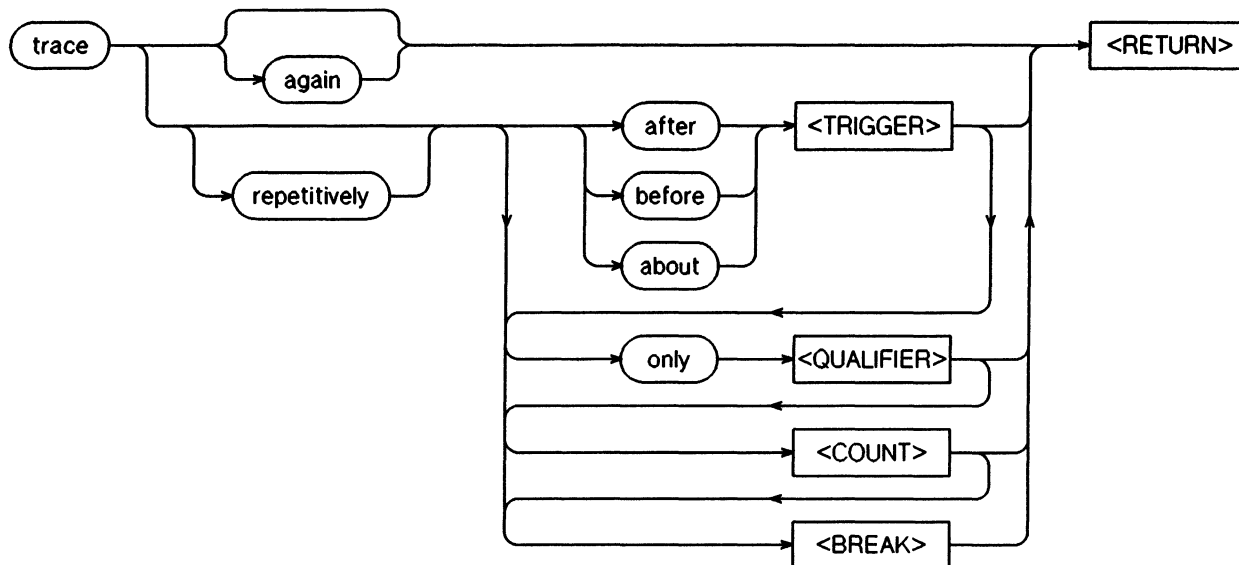 trace
again
<RETURN>
repetitively
after
<TRIGGER>
before
about
only
<QUALIFIER>
<COUNT>
<BREAK>